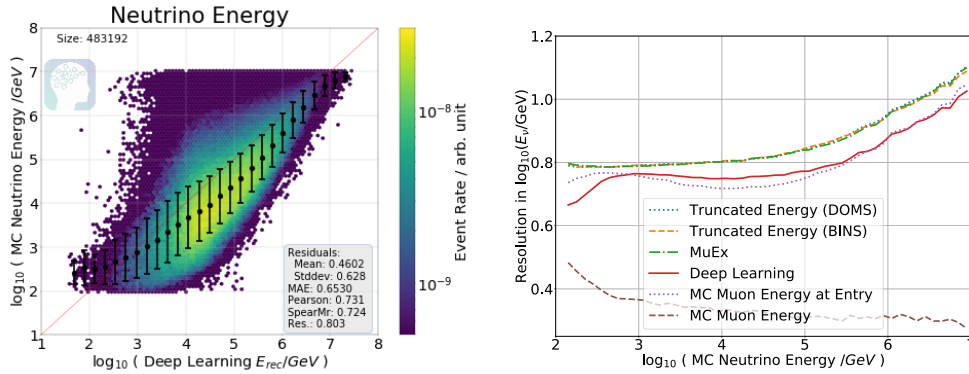 Neutrino Energy
Size: 483192
log₁₀ ( MC Neutrino Energy /GeV )
8
7
6
5
4
3
2
1
1 2 3 4 5 6 7 8
log₁₀ ( Deep Learning E_rec/GeV )
Residuals:
Mean: 0.4602
Stddev: 0.628
MAE: 0.6530
Pearson: 0.731
SpearMr: 0.724
Res.: 0.803
10⁻⁸
10⁻⁹
Event Rate / arb. unit
Resolution in log₁₀(Eᵥ/GeV)
1.2
1.0
0.8
0.6
0.4
Truncated Energy (DOMS)
Truncated Energy (BINS)
MuEx
Deep Learning
MC Muon Energy at Entry
MC Muon Energy
2 3 4 5 6 7
log₁₀ ( MC Neutrino Energy /GeV )